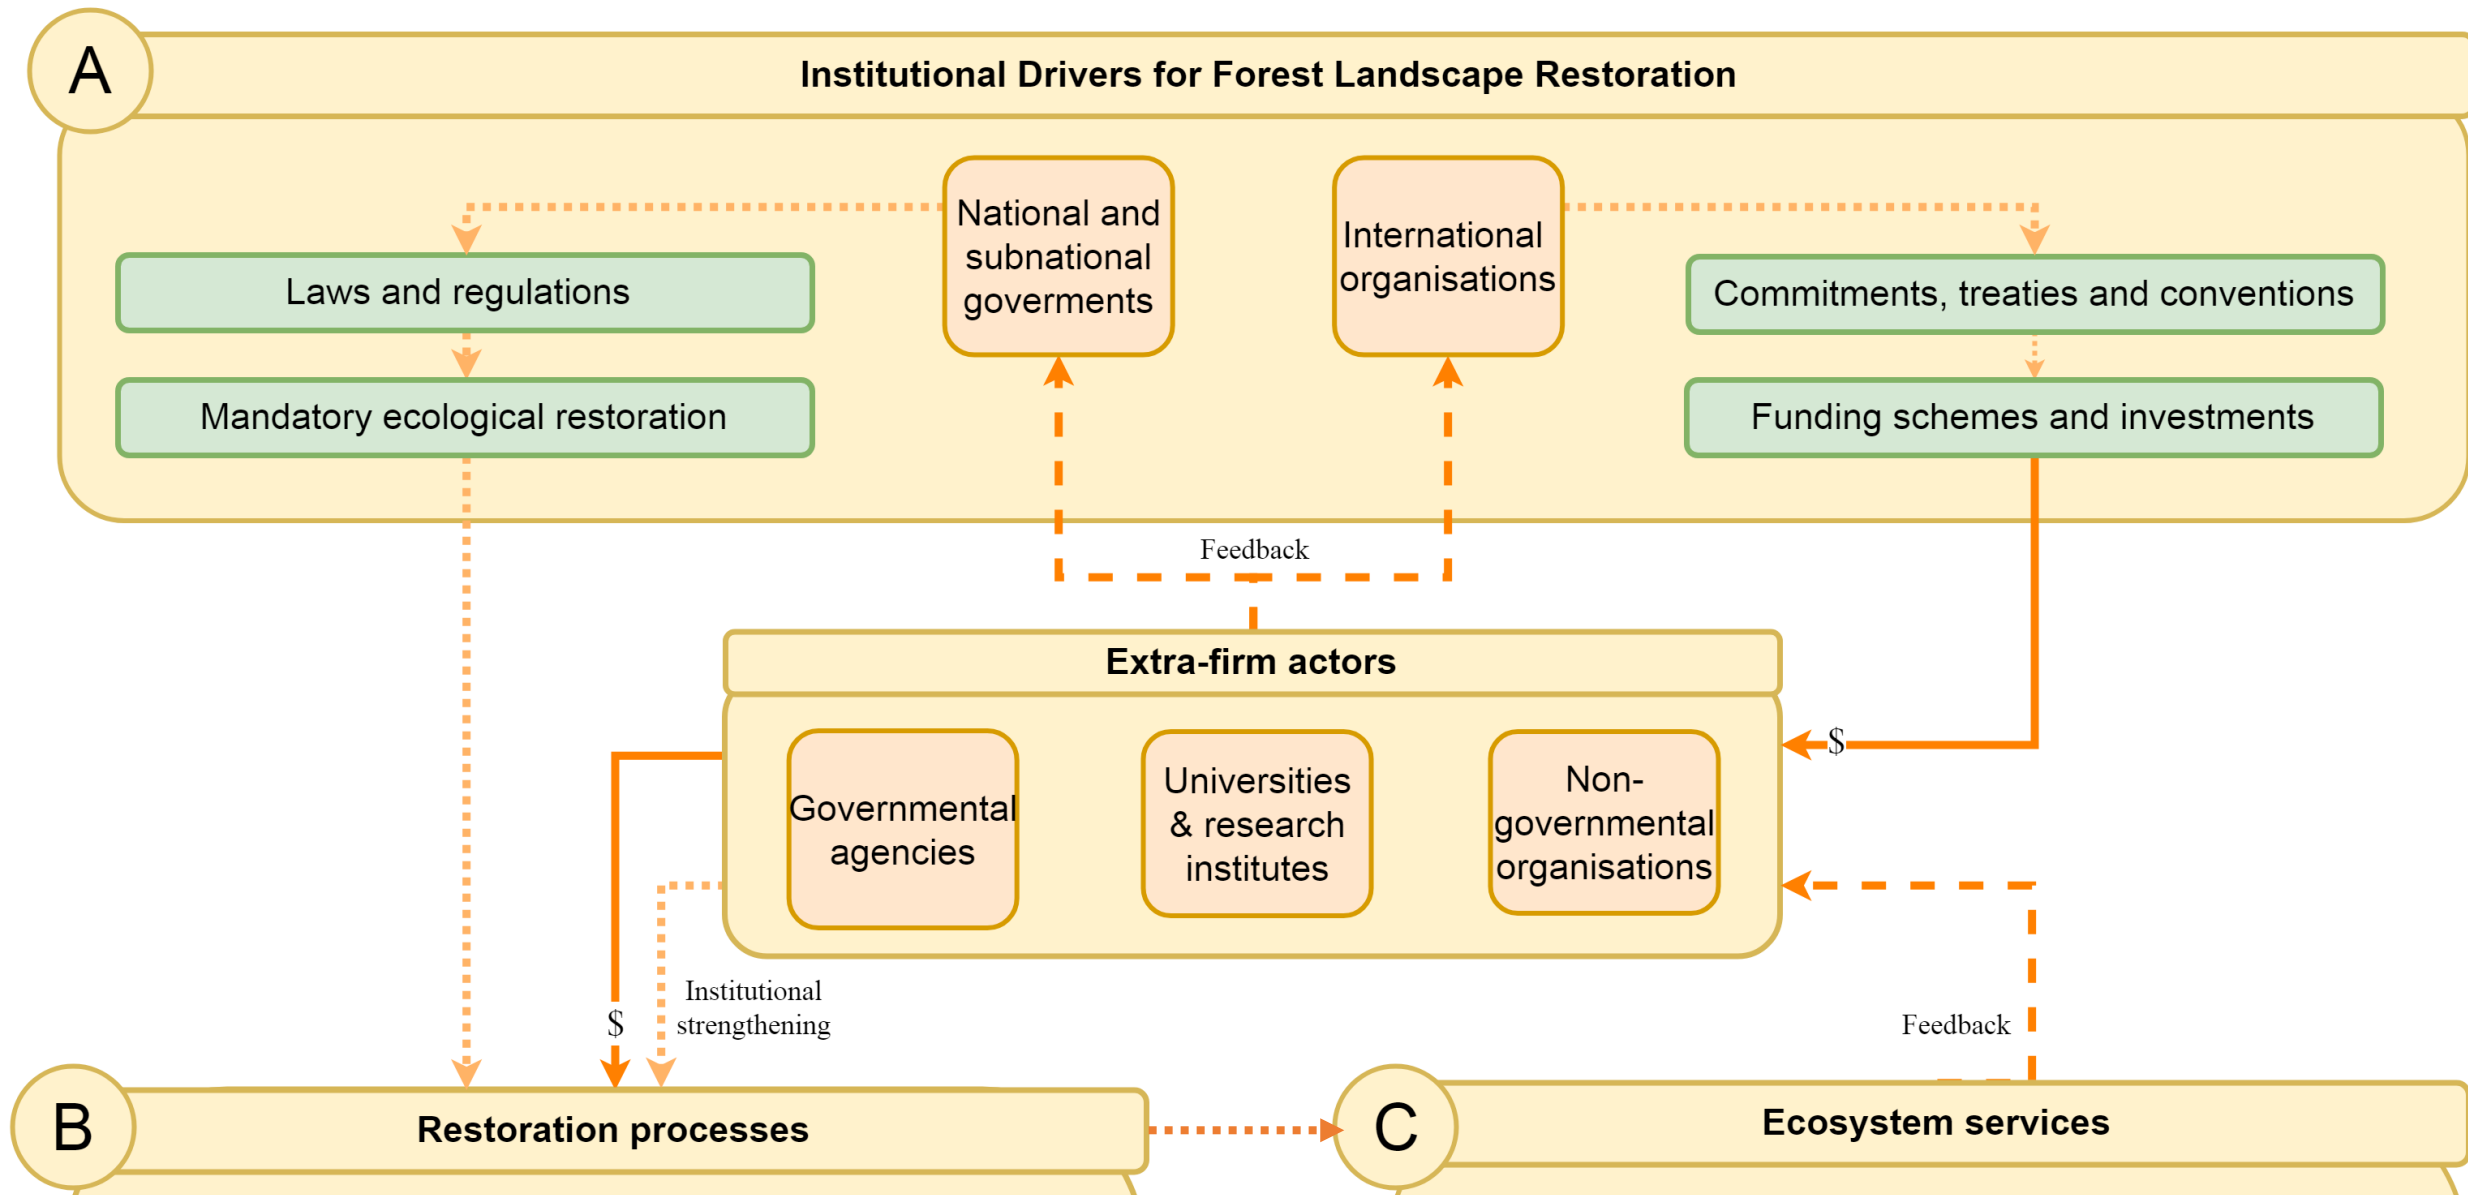 A
Institutional Drivers for Forest Landscape Restoration
National and
subnational
goverments
International
organisations
Laws and regulations
Commitments, treaties and conventions
Mandatory ecological restoration
Funding schemes and investments
Feedback
Extra-firm actors
$
Governmental
agencies
Universities
& research
institutes
Non-
governmental
organisations
Institutional
strengthening
$
Feedback
B
Restoration processes
C
Ecosystem services